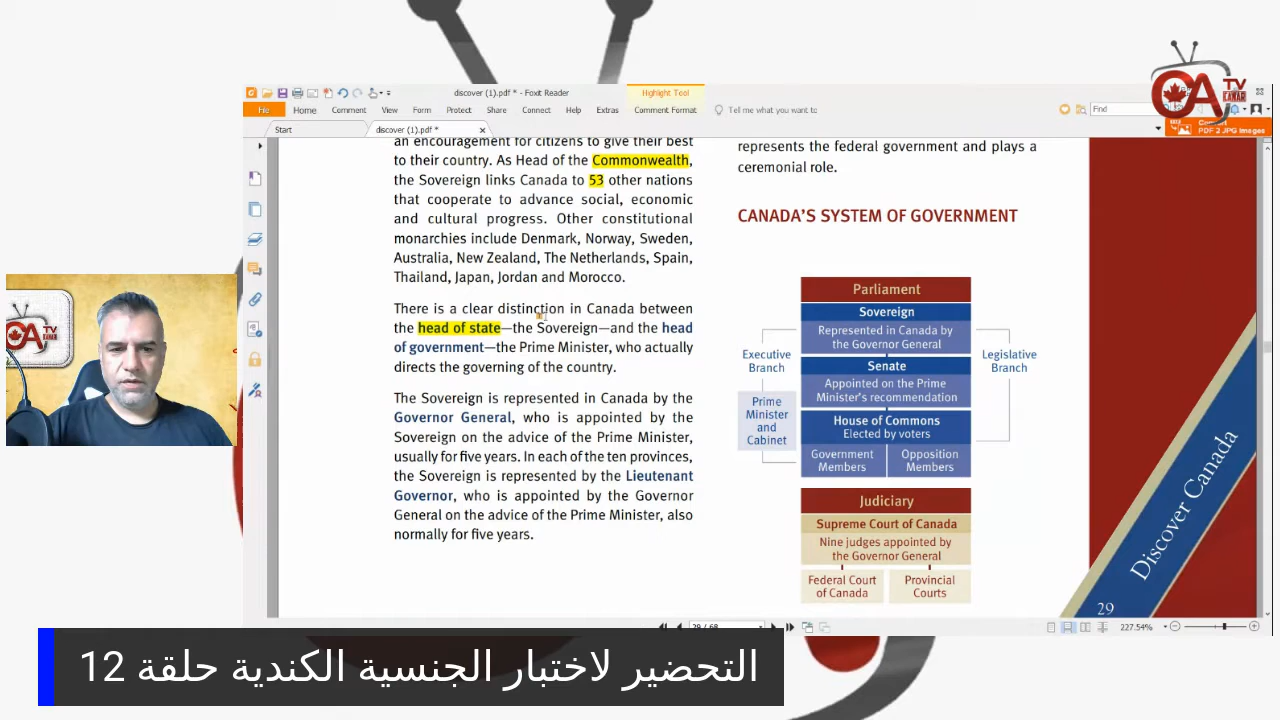 discover (1).pdf * - Foxit Reader
Highlight Tool
File
Home
Comment
View
Form
Protect
Share
Connect
Help
Extras
Comment Format
Tell me what you want to
Find
Start
discover (1).pdf *
PDF 2 JPG Images
CA TV
an encouragement for citizens to give their best
to their country. As Head of the Commonwealth,
the Sovereign links Canada to 53 other nations
that cooperate to advance social, economic
and cultural progress. Other constitutional
monarchies include Denmark, Norway, Sweden,
Australia, New Zealand, The Netherlands, Spain,
Thailand, Japan, Jordan and Morocco.
There is a clear distinction in Canada between
the head of state—the Sovereign—and the head
of government—the Prime Minister, who actually
directs the governing of the country.
The Sovereign is represented in Canada by the
Governor General, who is appointed by the
Sovereign on the advice of the Prime Minister,
usually for five years. In each of the ten provinces,
the Sovereign is represented by the Lieutenant
Governor, who is appointed by the Governor
General on the advice of the Prime Minister, also
normally for five years.
represents the federal government and plays a
ceremonial role.
CANADA'S SYSTEM OF GOVERNMENT
Parliament
Sovereign
Represented in Canada by
the Governor General
Executive
Branch
Legislative
Branch
Senate
Appointed on the Prime
Minister's recommendation
Prime
Minister
and
Cabinet
House of Commons
Elected by voters
Government
Members
Opposition
Members
Judiciary
Supreme Court of Canada
Nine judges appointed by
the Governor General
Federal Court
of Canada
Provincial
Courts
Discover Canada
29
29 / 68
227.54%
التحضير لاختبار الجنسية الكندية حلقة 12